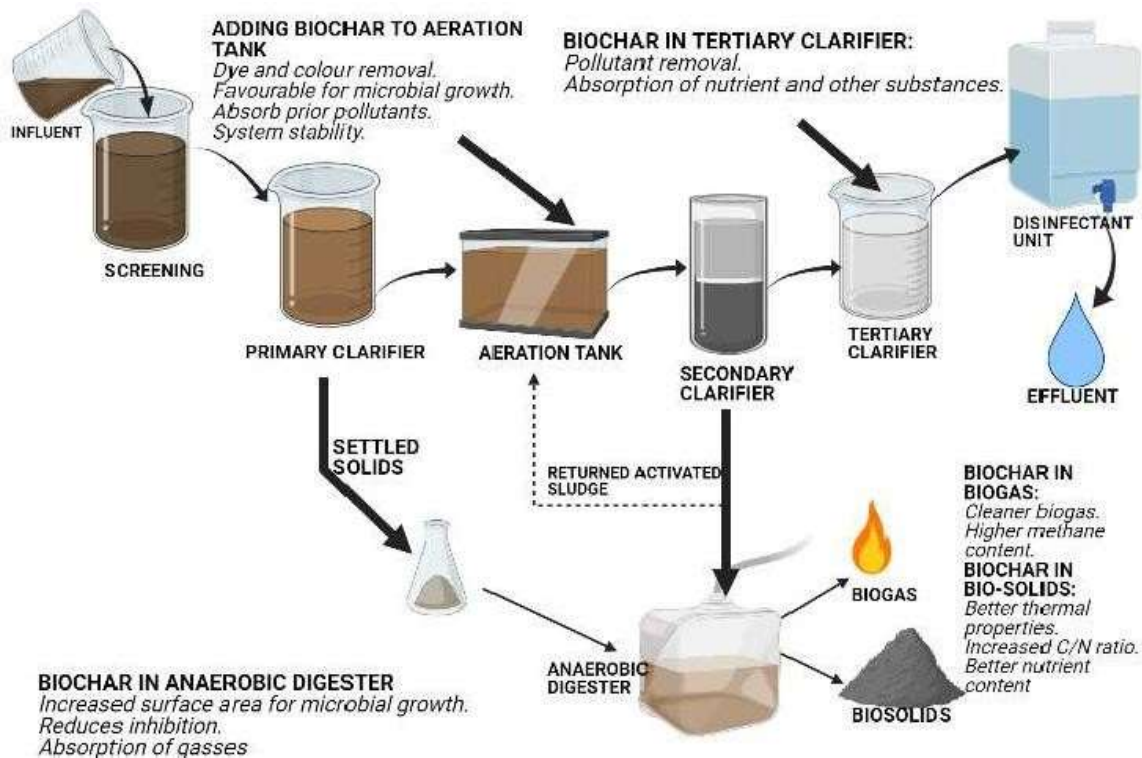 ADDING BIOCHAR TO AERATION
TANK
Dye and colour removal.
Favourable for microbial growth.
Absorb prior pollutants.
System stability.
BIOCHAR IN TERTIARY CLARIFIER:
Pollutant removal.
Absorption of nutrient and other substances.
INFLUENT
SCREENING
PRIMARY CLARIFIER
AERATION TANK
SECONDARY
CLARIFIER
TERTIARY
CLARIFIER
DISINFECTANT
UNIT
EFFLUENT
SETTLED
SOLIDS
RETURNED ACTIVATED
SLUDGE
BIOCHAR IN
BIOGAS:
Cleaner biogas.
Higher methane
content.
BIOCHAR IN
BIO-SOLIDS:
Better thermal
properties.
Increased C/N ratio.
Better nutrient
content
BIOGAS
ANAEROBIC
DIGESTER
BIOSOLIDS
BIOCHAR IN ANAEROBIC DIGESTER
Increased surface area for microbial growth.
Reduces inhibition.
Absorption of gasses